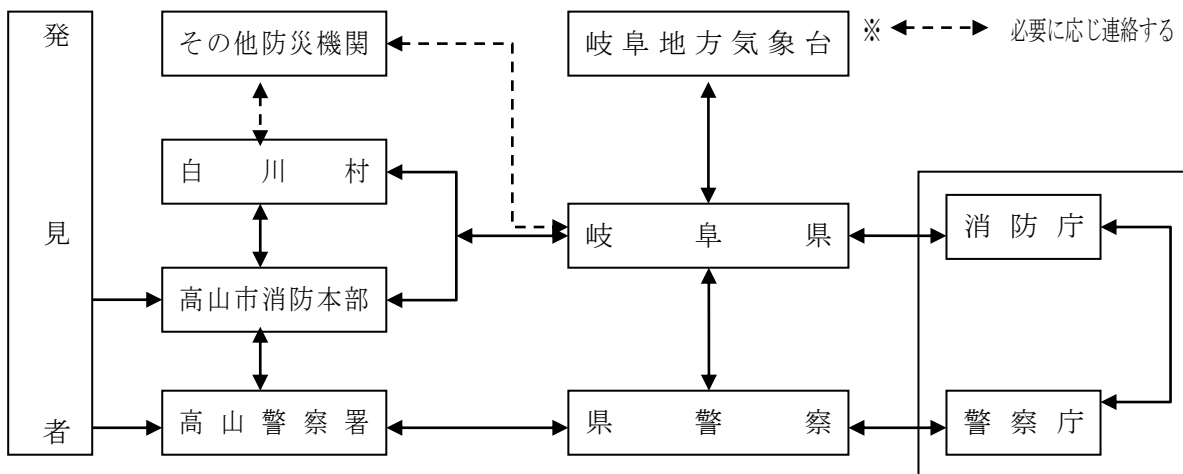 発見者
その他防災機関
岐阜地方気象台
※ 必要に応じ連絡する
白川村
岐阜県
消防庁
高山市消防本部
高山警察署
県警察
警察庁